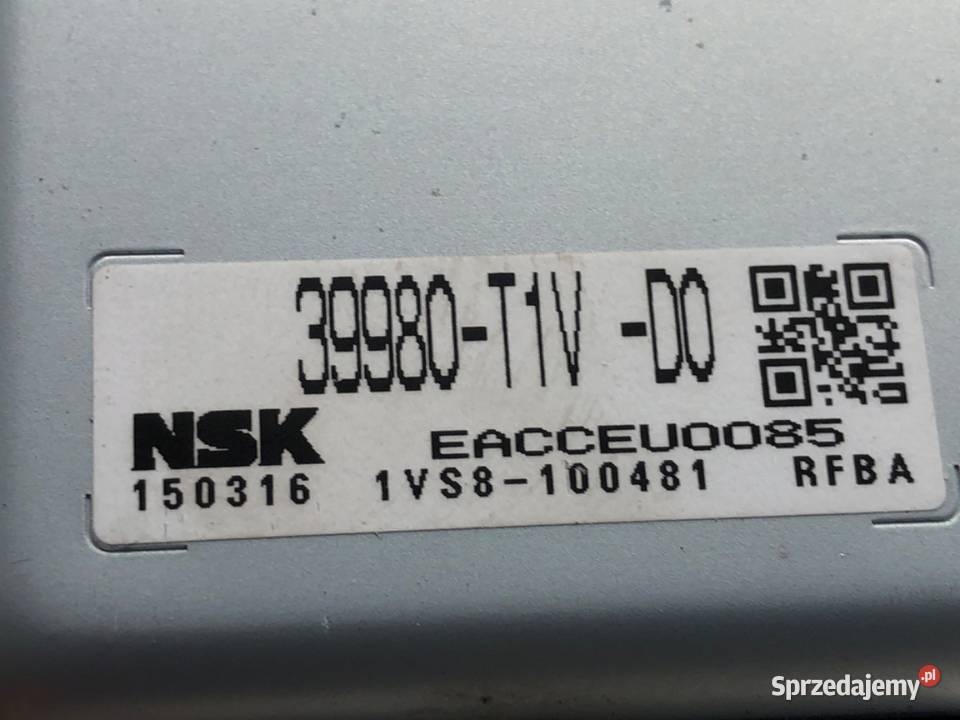 39980-T1V -D0
NSK
EACCEU0085
150316 1VS8-100481 RFBA
Sprzedajemy.pl